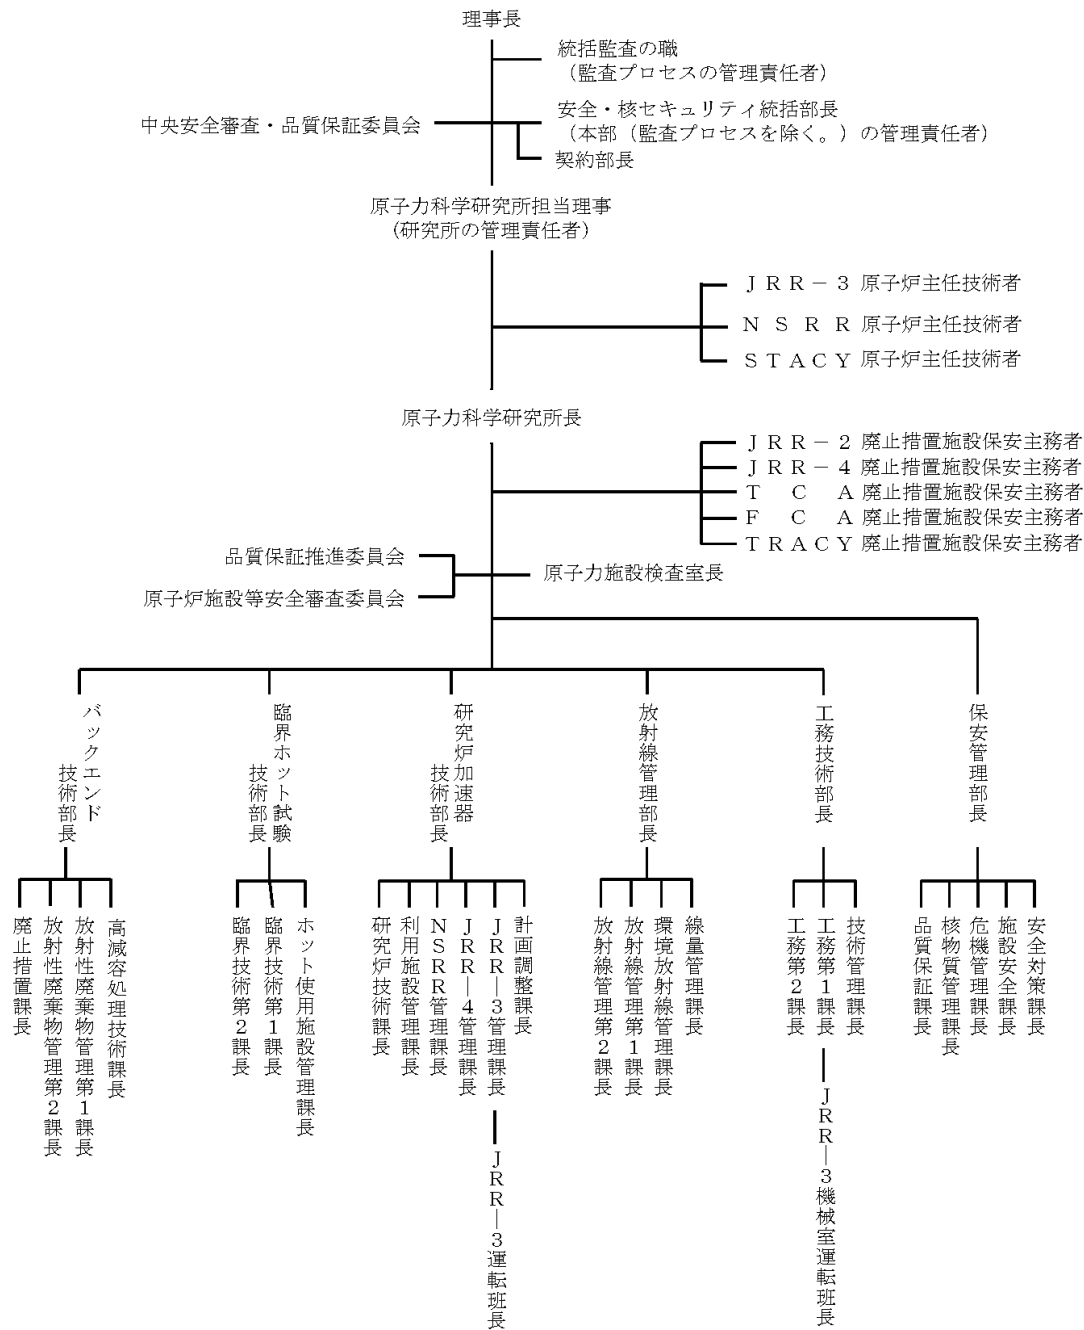 理事長
統括監査の職
（監査プロセスの管理責任者）
中央安全審査・品質保証委員会
安全・核セキュリティ統括部長
（本部（監査プロセスを除く。）の管理責任者）
契約部長
原子力科学研究所担当理事
（研究所の管理責任者）
ＪＲＲ－３ 原子炉主任技術者
ＮＳＲＲ 原子炉主任技術者
ＳＴＡＣＹ 原子炉主任技術者
原子力科学研究所長
ＪＲＲ－２ 廃止措置施設保安主務者
ＪＲＲ－４ 廃止措置施設保安主務者
ＴＣＡ 廃止措置施設保安主務者
ＦＣＡ 廃止措置施設保安主務者
ＴＲＡＣＹ 廃止措置施設保安主務者
品質保証推進委員会
原子力施設検査室長
原子炉施設等安全審査委員会
バックエンド
技術部長
臨界ホット試験
技術部長
研究炉加速器
技術部長
放射線管理部長
工務技術部長
保安管理部長
廃止措置課長
放射性廃棄物管理第２課長
放射性廃棄物管理第１課長
高減容処理技術課長
臨界技術第２課長
臨界技術第１課長
ホット使用施設管理課長
研究炉技術課長
利用施設管理課長
ＮＳＲＲ管理課長
ＪＲＲ－４管理課長
ＪＲＲ－３管理課長
計画調整課長
放射線管理第２課長
放射線管理第１課長
環境放射線管理課長
線量管理課長
工務第２課長
工務第１課長
技術管理課長
品質保証課長
核物質管理課長
危機管理課長
施設安全課長
安全対策課長
ＪＲＲ－３運転班長
ＪＲＲ－３機械室運転班長